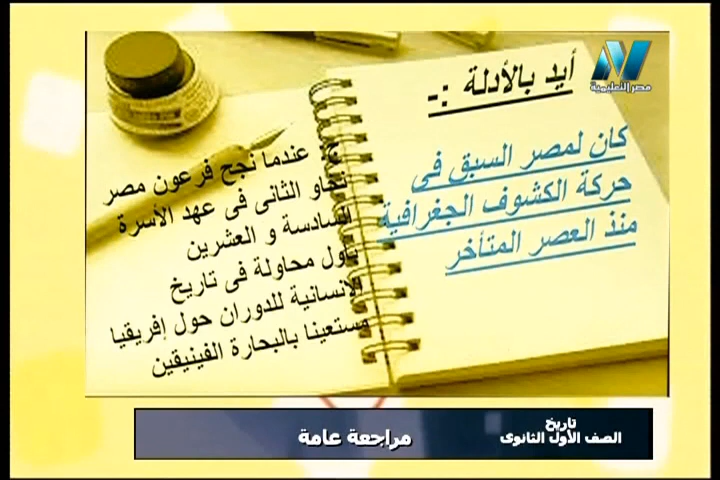 مصر التعليمية
أيد بالأدلة :-
كان لمصر السبق فى
حركة الكشوف الجغرافية
منذ العصر المتأخر
ج: عندما نجح فرعون مصر
نخاو الثانى فى عهد الأسرة
السادسة و العشرين
بأول محاولة فى تاريخ
الإنسانية للدوران حول إفريقيا
مستعينا بالبحارة الفينيقين
تاريخ
الصف الأول الثانوى
مراجعة عامة